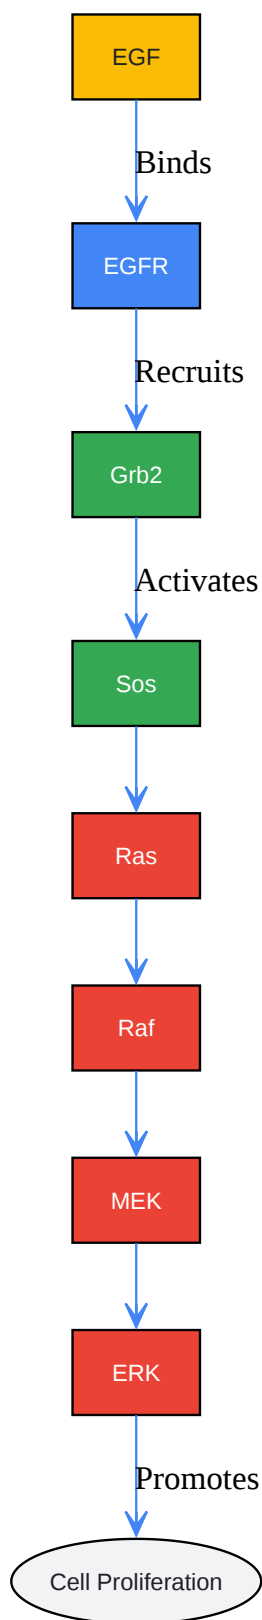 EGF
Binds
EGFR
Recruits
Grb2
Activates
Sos
Ras
Raf
MEK
ERK
Promotes
Cell Proliferation